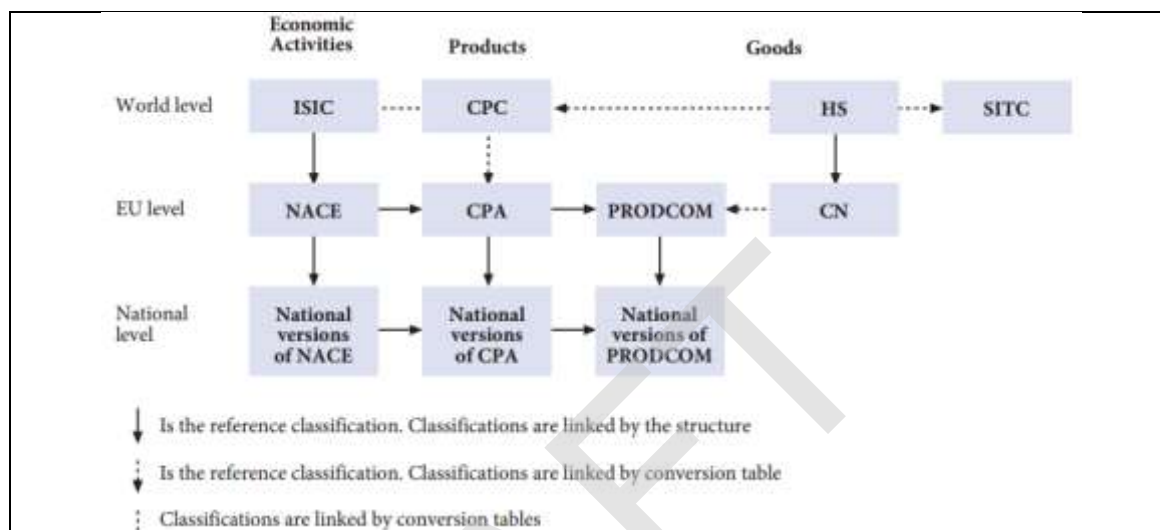 Economic
Activities
Products
Goods
World level
ISIC
CPC
HS
SITC
EU level
NACE
CPA
PRODCOM
CN
National
level
National
versions
of NACE
National
versions
of CPA
National
versions of
PRODCOM
Is the reference classification. Classifications are linked by the structure
Is the reference classification. Classifications are linked by conversion table
Classifications are linked by conversion tables